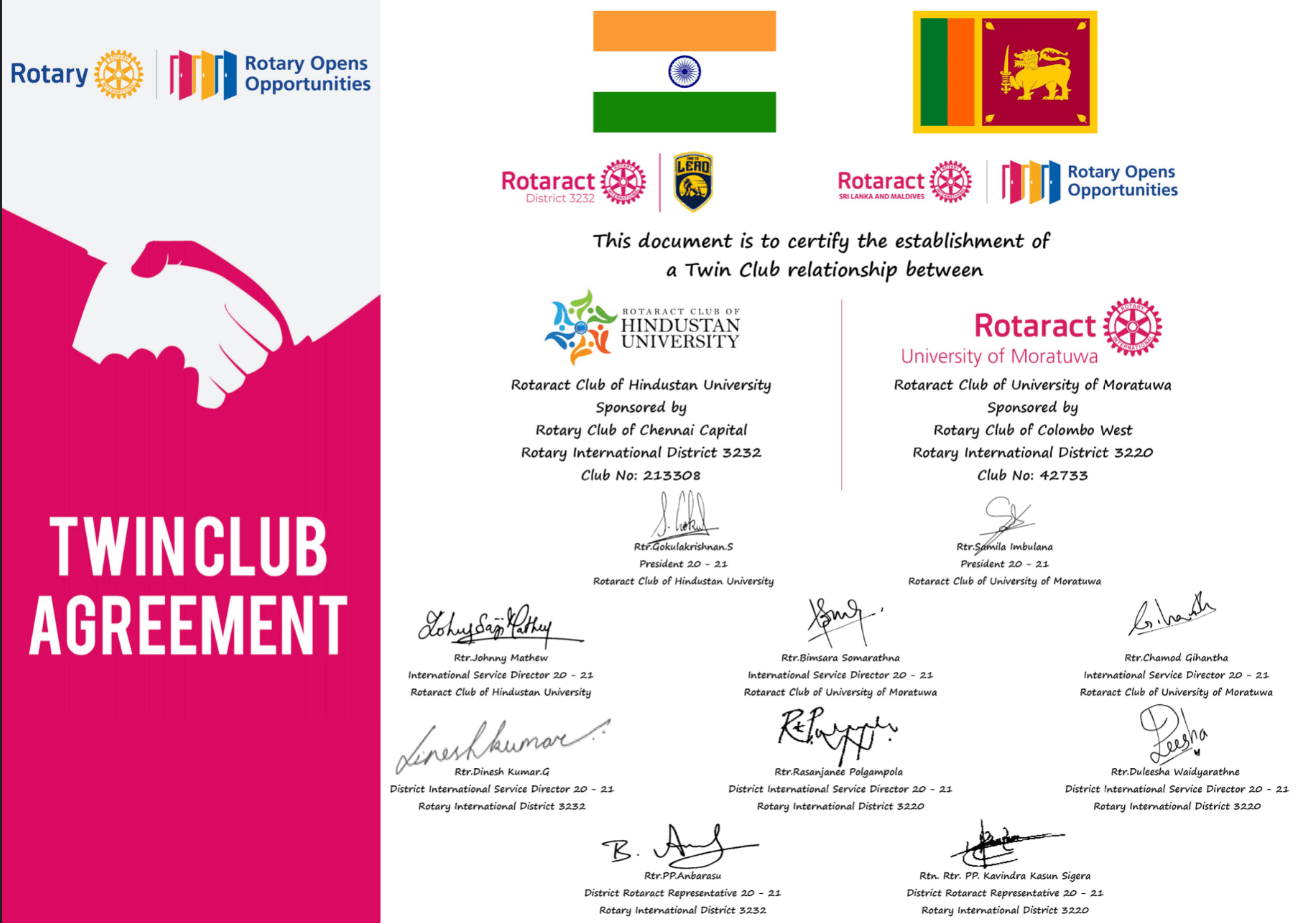 Rotary
Rotary Opens
Opportunities
TWIN CLUB
AGREEMENT
Rotaract
District 3232
LEAD
Rotaract
SRI LANKA AND MALDIVES
Rotary Opens
Opportunities
This document is to certify the establishment of
a Twin Club relationship between
ROTARACT CLUB OF
HINDUSTAN
UNIVERSITY
Rotaract Club of Hindustan University
Sponsored by
Rotary Club of Chennai Capital
Rotary International District 3232
Club No: 213308
Rotaract
University of Moratuwa
ROTARY
INTERNATIONAL
Rotaract Club of University of Moratuwa
Sponsored by
Rotary Club of Colombo West
Rotary International District 3220
Club No: 42733
Rtr.Gokulakrishnan.S
President 20 - 21
Rotaract Club of Hindustan University
Rtr.Samila Imbulana
President 20 - 21
Rotaract Club of University of Moratuwa
Rtr.Johnny Mathew
International Service Director 20 - 21
Rotaract Club of Hindustan University
Rtr.Bimsara Somarathna
International Service Director 20 - 21
Rotaract Club of University of Moratuwa
Rtr.Chamod Gihantha
International Service Director 20 - 21
Rotaract Club of University of Moratuwa
Dineshkumar
Rtr.Dinesh Kumar.G
District International Service Director 20 - 21
Rotary International District 3232
Rtr.Rasanjanee Polgampola
District International Service Director 20 - 21
Rotary International District 3220
Rtr.Duleesha Waidyarathne
District International Service Director 20 - 21
Rotary International District 3220
Rtr.PP.Anbarasu
District Rotaract Representative 20 - 21
Rotary International District 3232
Rtn. Rtr. PP. Kavindra Kasun Sigera
District Rotaract Representative 20 - 21
Rotary International District 3220